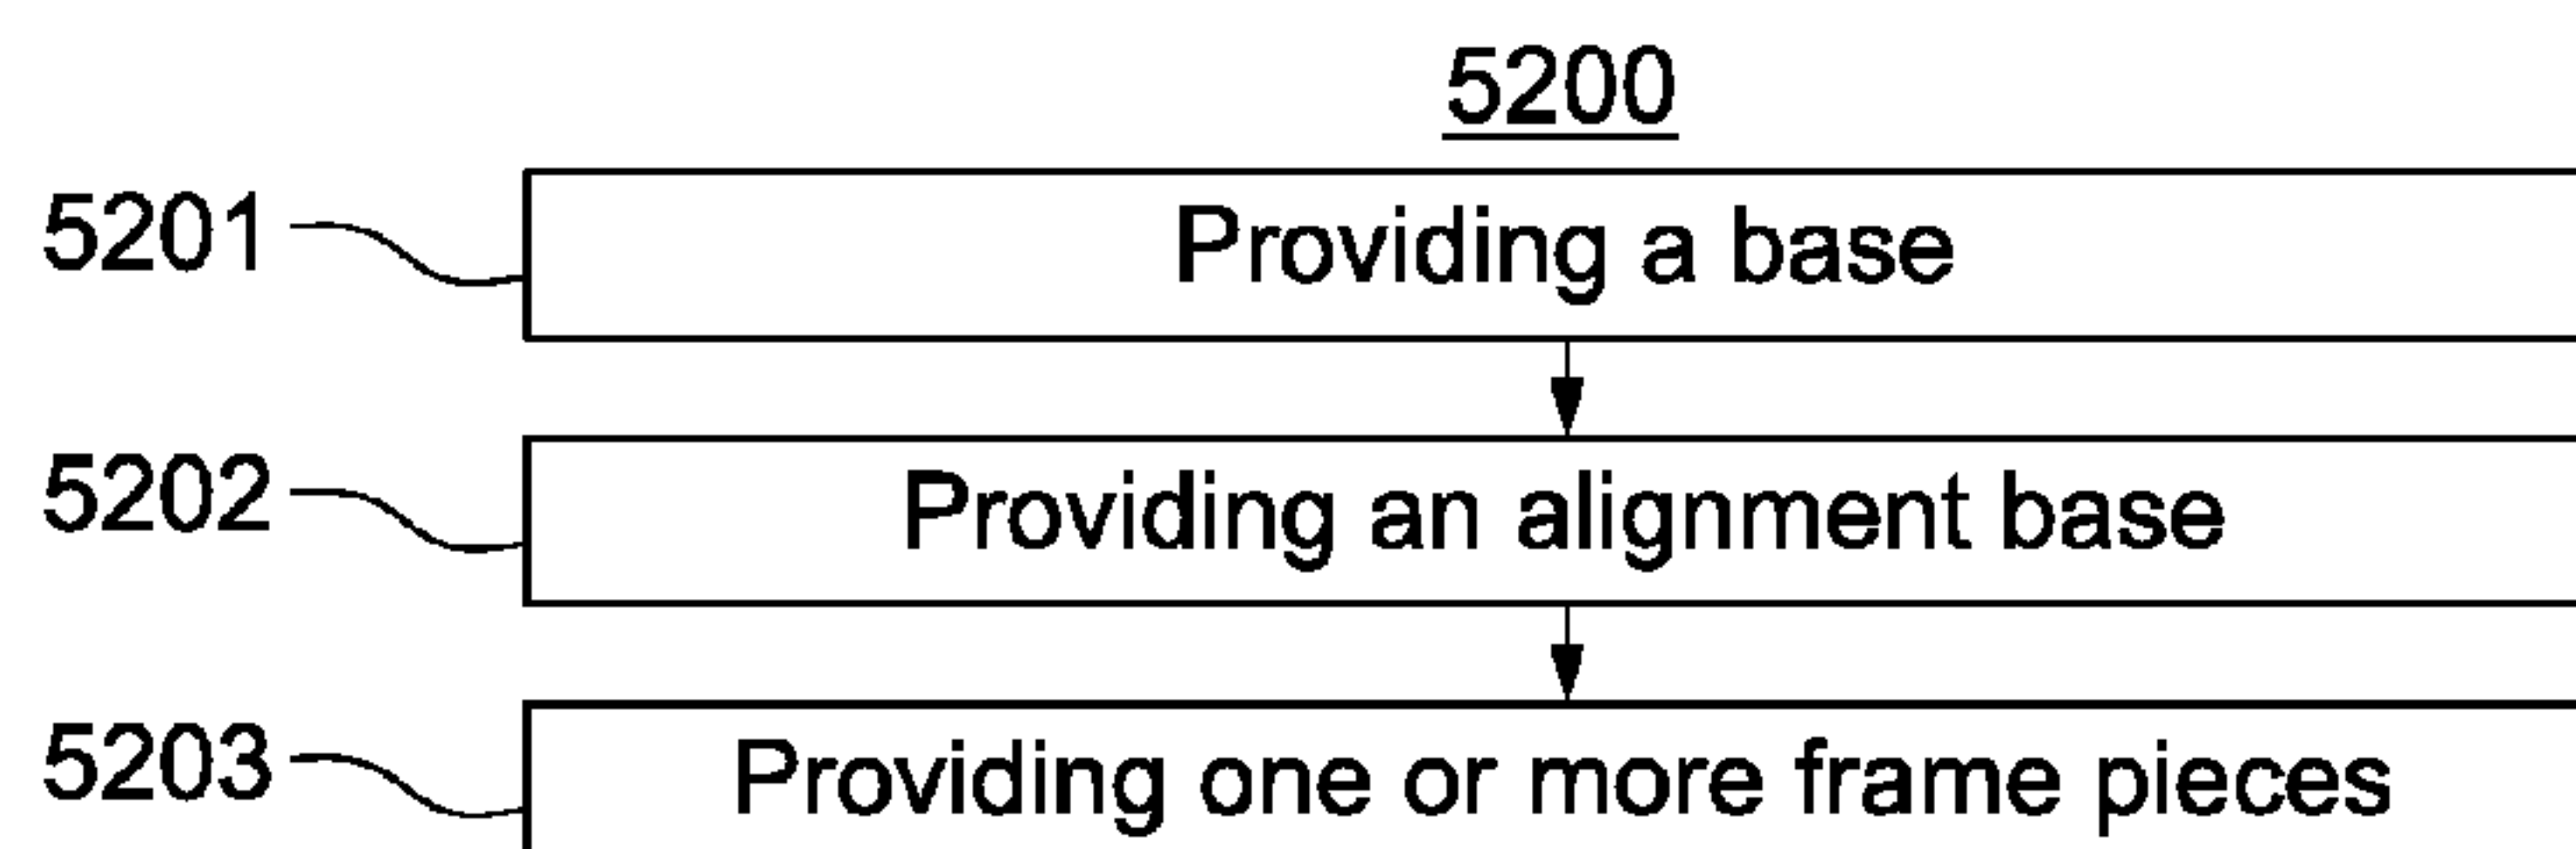 5200
5201 Providing a base
5202 Providing an alignment base
5203 Providing one or more frame pieces